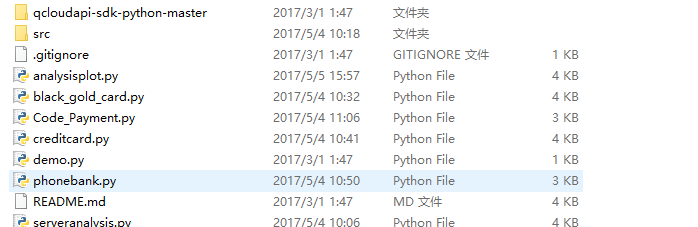 qcloudapi-sdk-python-master 2017/3/1 1:47 文件夹
src 2017/5/4 10:18 文件夹
.gitignore 2017/3/1 1:47 GITIGNORE 文件 1 KB
analysisplot.py 2017/5/5 15:57 Python File 4 KB
black_gold_card.py 2017/5/4 10:32 Python File 4 KB
Code_Payment.py 2017/5/4 11:06 Python File 3 KB
creditcard.py 2017/5/4 10:41 Python File 4 KB
demo.py 2017/3/1 1:47 Python File 1 KB
phonebank.py 2017/5/4 10:50 Python File 3 KB
README.md 2017/3/1 1:47 MD 文件 4 KB
serveranalysis.py 2017/5/4 10:06 Python File 4 KB